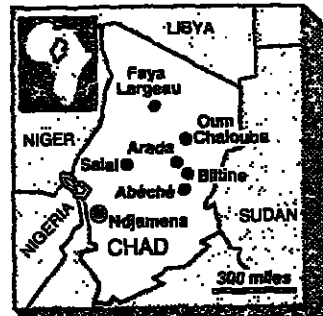 LIBYA
Faya
Largeau
Oum
Chalouba
NIGER
Arada
Salal
Biltine
Abéché
NIGERIA
Ndjamena
SUDAN
CHAD
300 miles